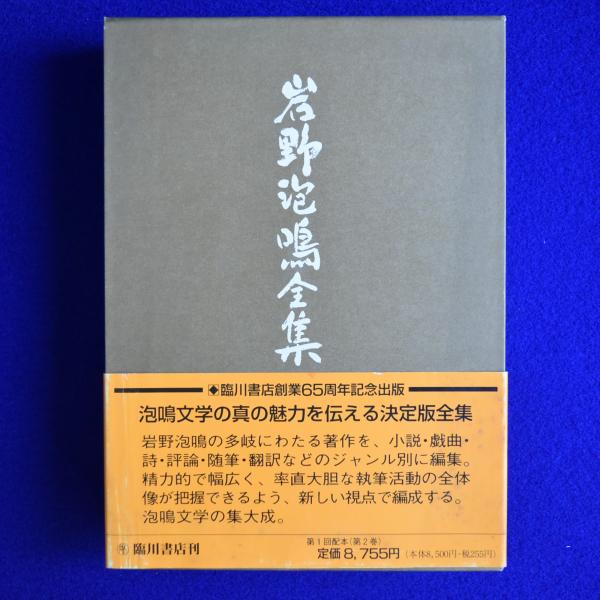 岩野泡鳴全集
◆臨川書店創業65周年記念出版
泡鳴文学の真の魅力を伝える決定版全集
岩野泡鳴の多岐にわたる著作を、小説・戯曲・
詩・評論・随筆・翻訳などのジャンル別に編集。
精力的で幅広く、率直大胆な執筆活動の全体
像が把握できるよう、新しい視点で編成する。
泡鳴文学の集大成。
臨川書店刊
第1回配本(第2巻)
定価8,755円(本体8,500円・税255円)